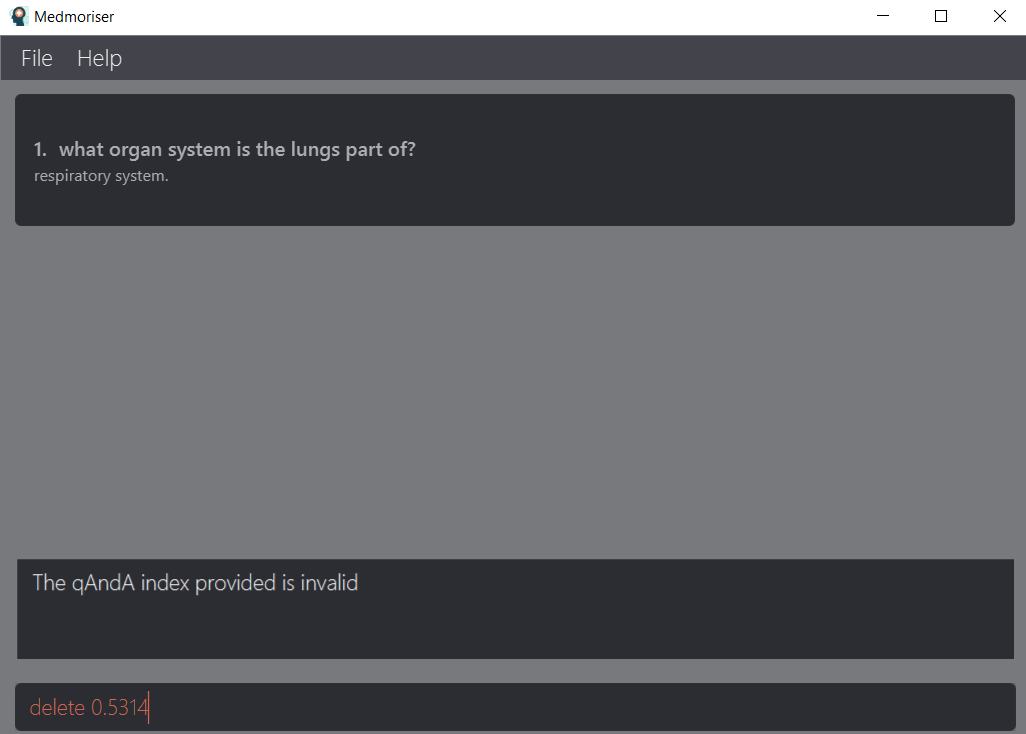 Medmoriser
File Help
1. what organ system is the lungs part of?
respiratory system.
The qAndA index provided is invalid
delete 0.5314